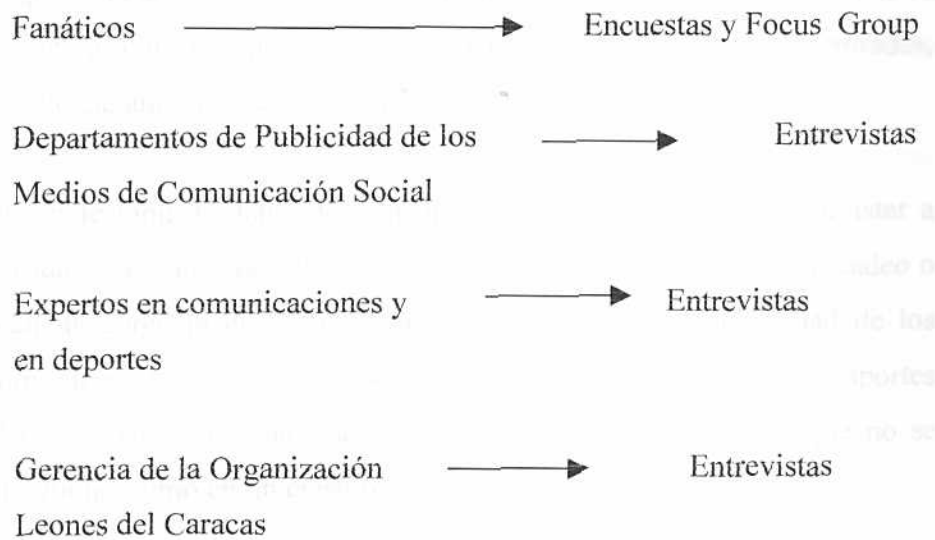 Fanáticos Encuestas y Focus Group
Departamentos de Publicidad de los Entrevistas
Medios de Comunicación Social
Expertos en comunicaciones y Entrevistas
en deportes
Gerencia de la Organización Entrevistas
Leones del Caracas